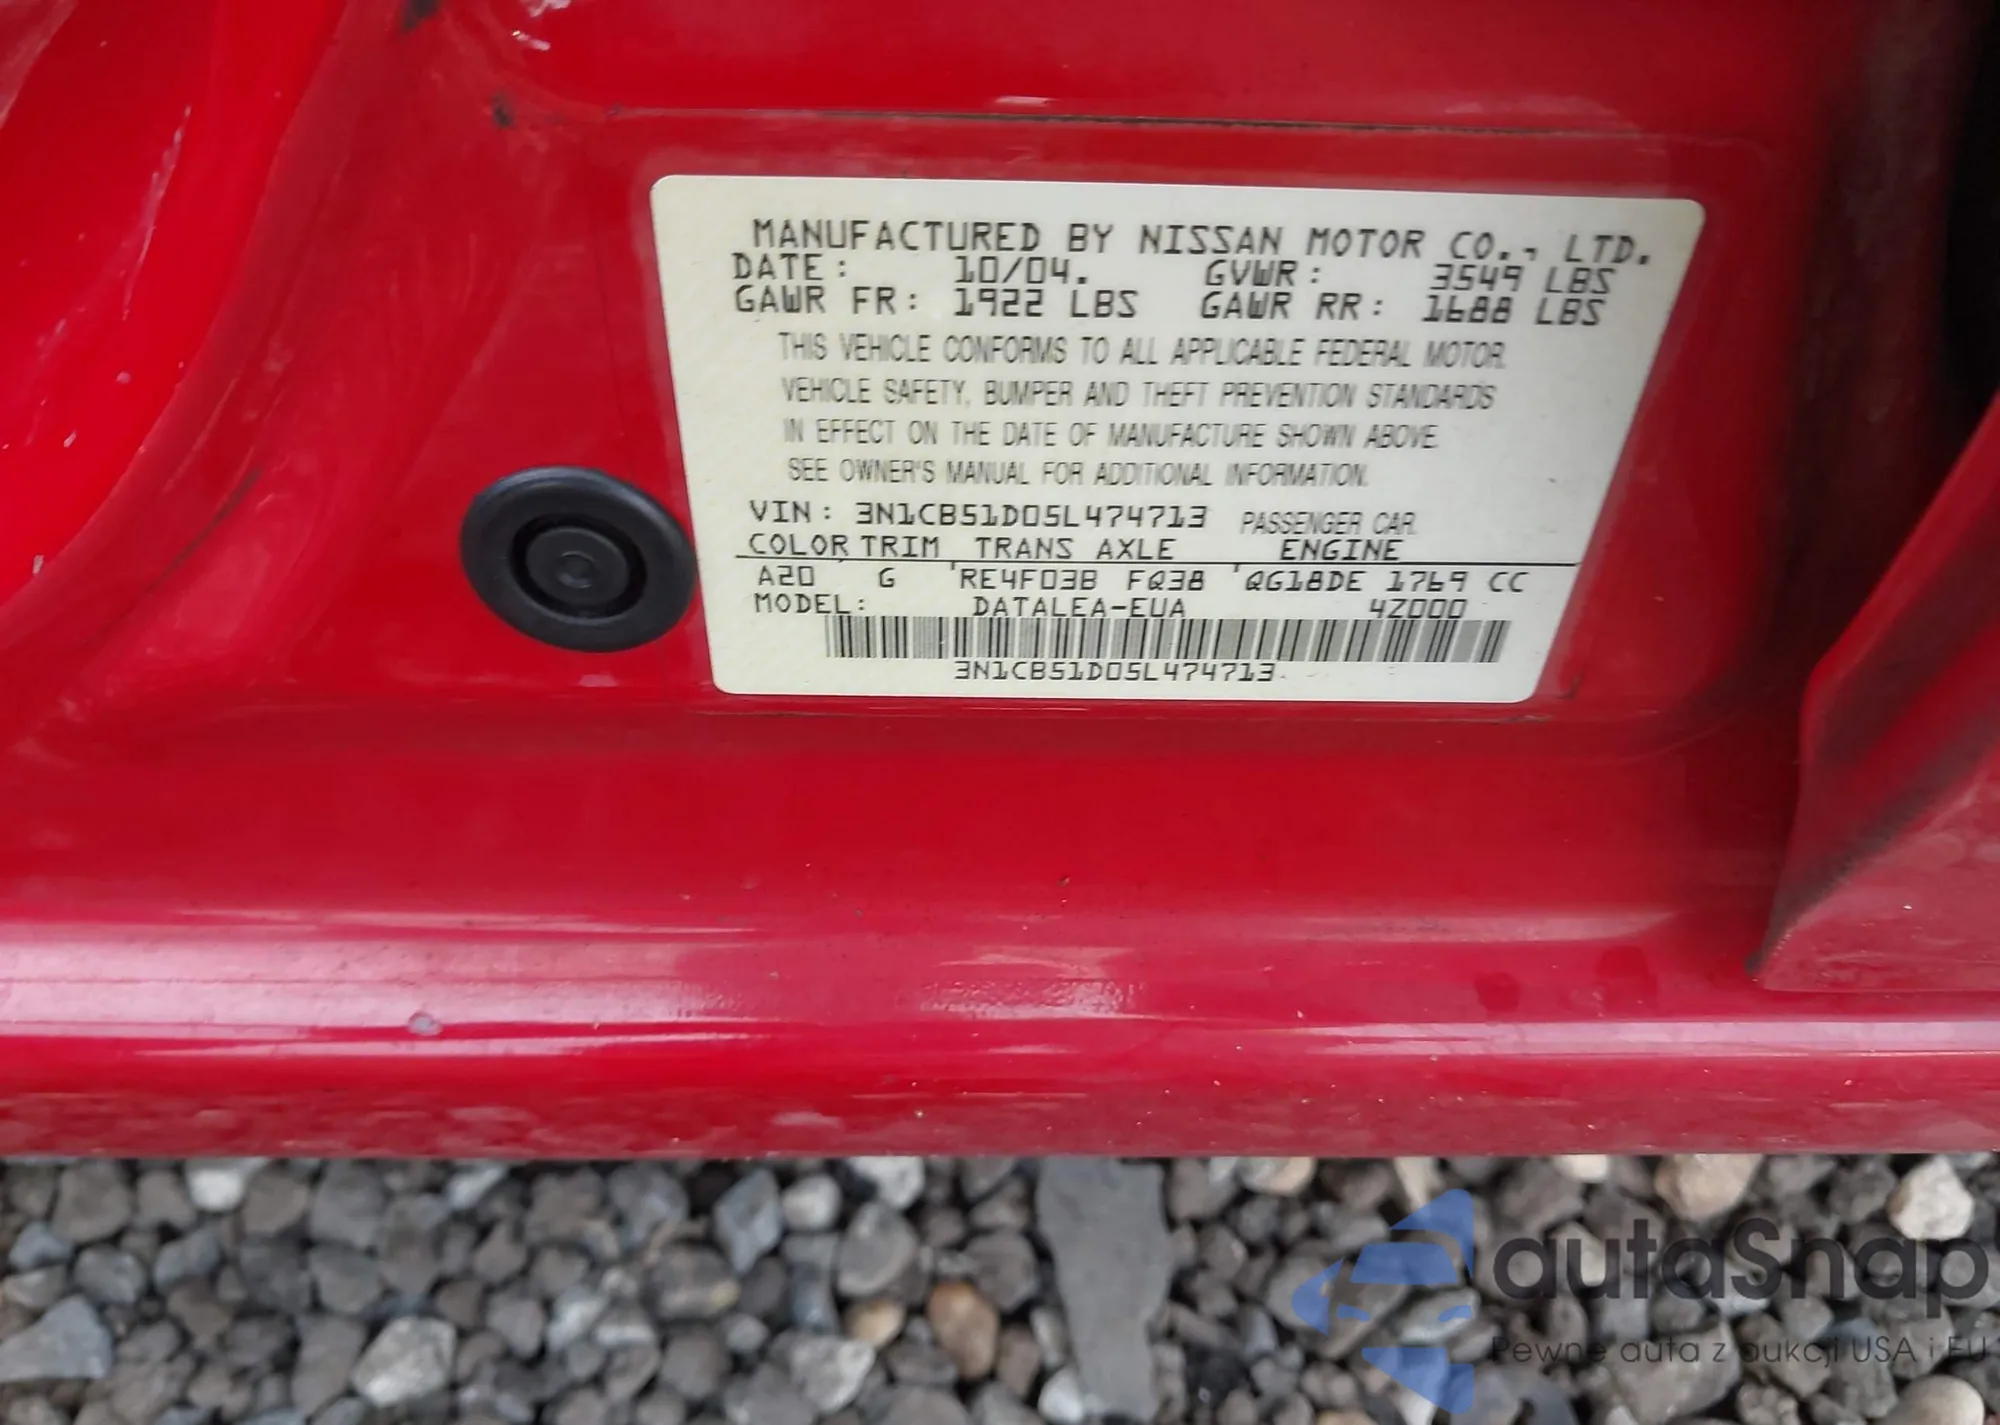 MANUFACTURED BY NISSAN MOTOR CO., LTD.
DATE: 10/04. GVWR: 3549 LBS
GAWR FR: 1922 LBS GAWR RR: 1688 LBS
THIS VEHICLE CONFORMS TO ALL APPLICABLE FEDERAL MOTOR
VEHICLE SAFETY, BUMPER AND THEFT PREVENTION STANDARDS
IN EFFECT ON THE DATE OF MANUFACTURE SHOWN ABOVE.
SEE OWNER'S MANUAL FOR ADDITIONAL INFORMATION.
VIN: 3N1CB51D05L474713 PASSENGER CAR.
COLOR TRIM TRANS AXLE ENGINE
A20 G 'RE4F03B FQ38 'QG18DE 1769 CC
MODEL: DATALEA-EUA 4Z000
3N1CB51D05L474713
autaSnap
Pewne auta z aukcji USA i EU